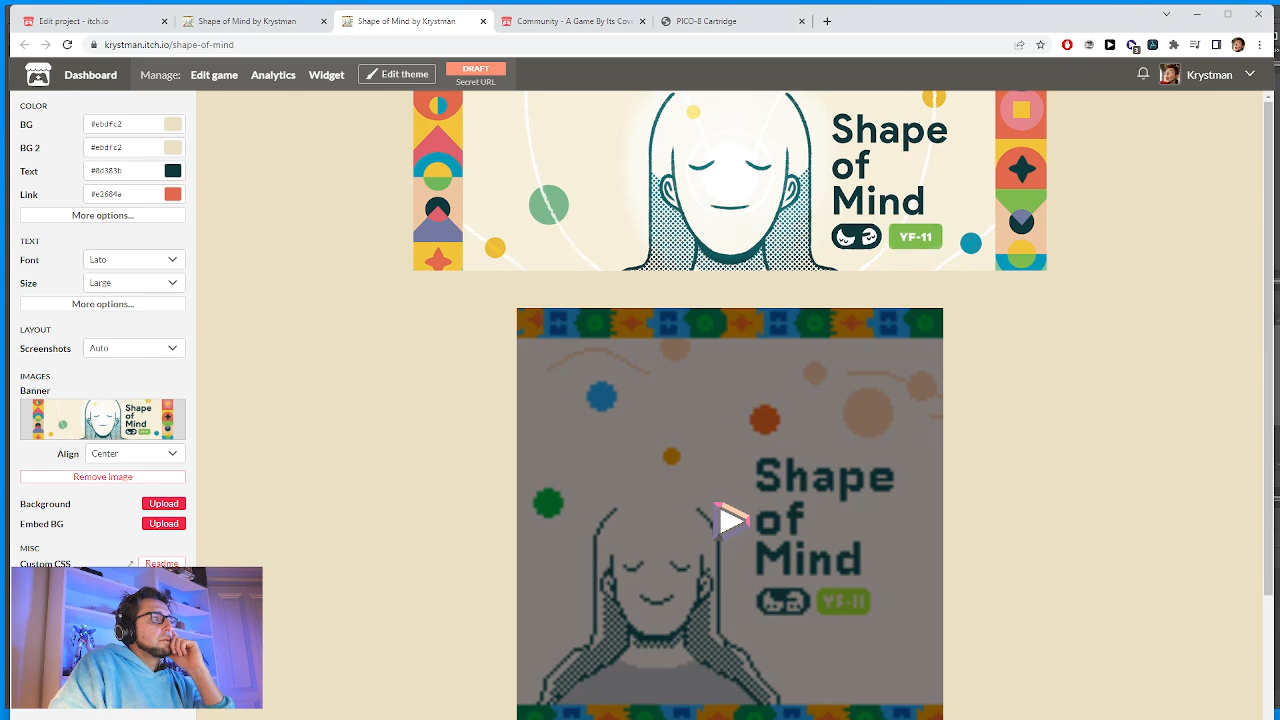 Edit project - itch.io
Shape of Mind by Krystman
Shape of Mind by Krystman
Community - A Game By Its Cov
PICO-8 Cartridge
krystman.itch.io/shape-of-mind
Dashboard
Manage:
Edit game
Analytics
Widget
Edit theme
DRAFT
Secret URL
Krystman
COLOR
BG
#ebdfc2
BG 2
#ebdfc2
Text
#0d383b
Link
#e2684a
More options...
TEXT
Font
Lato
Size
Large
More options...
LAYOUT
Screenshots
Auto
IMAGES
Banner
Shape
of
Mind
Align
Center
Remove image
Background
Upload
Embed BG
Upload
MISC
Custom CSS
Readme
Shape
of
Mind
YF-11
Shape
of
Mind
YF-11